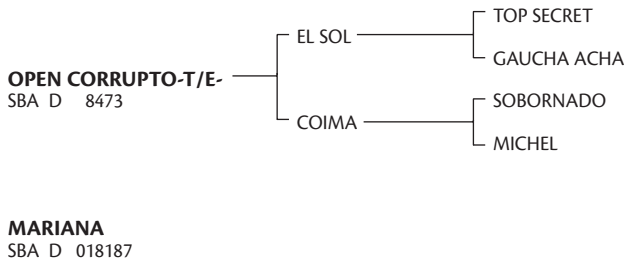 TOP SECRET
EL SOL
GAUCHA ACHA
OPEN CORRUPTO-T/E-
SBA D 8473
SOBORNADO
COIMA
MICHEL
MARIANA
SBA D 018187